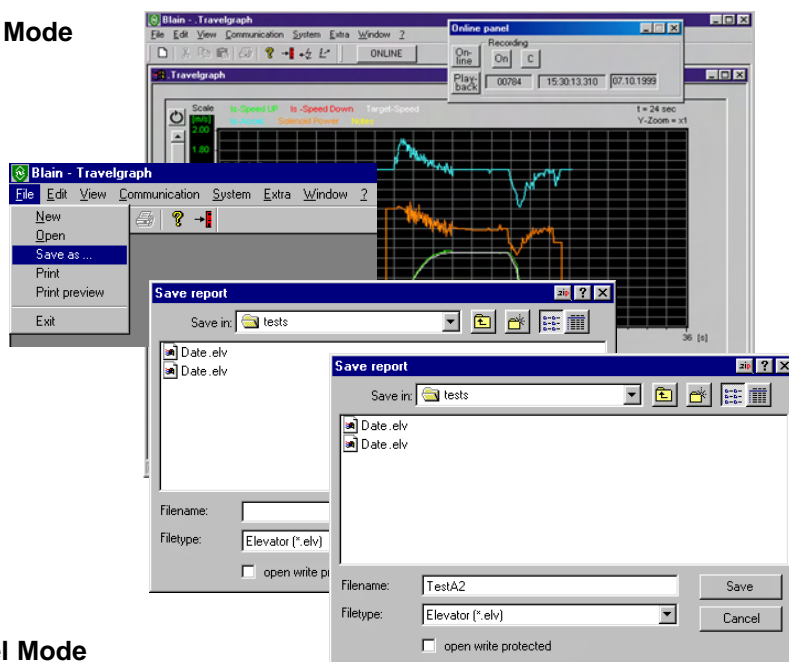 Mode
Blain - .Travelgraph
File Edit View Communication System Extra Window ?
ONLINE
Online panel
Recording
On-line On C
Play-back 00784 15:30:13.310 07.10.1999
.Travelgraph
Scale Is-Speed UP Is -Speed Down Target-Speed t = 24 sec
[m/s] Solenoid Power Notes Y-Zoom = x1
2.00
1.80
Blain - Travelgraph
File Edit View Communication System Extra Window ?
New
Open
Save as ...
Print
Print preview
Exit
36 [s]
Save report
Save in: tests
Date.elv
Date.elv
Filename:
Filetype: Elevator (*.elv)
open write p
Save report
Save in: tests
Date.elv
Date.elv
Filename: TestA2 Save
Filetype: Elevator (*.elv) Cancel
open write protected
l Mode